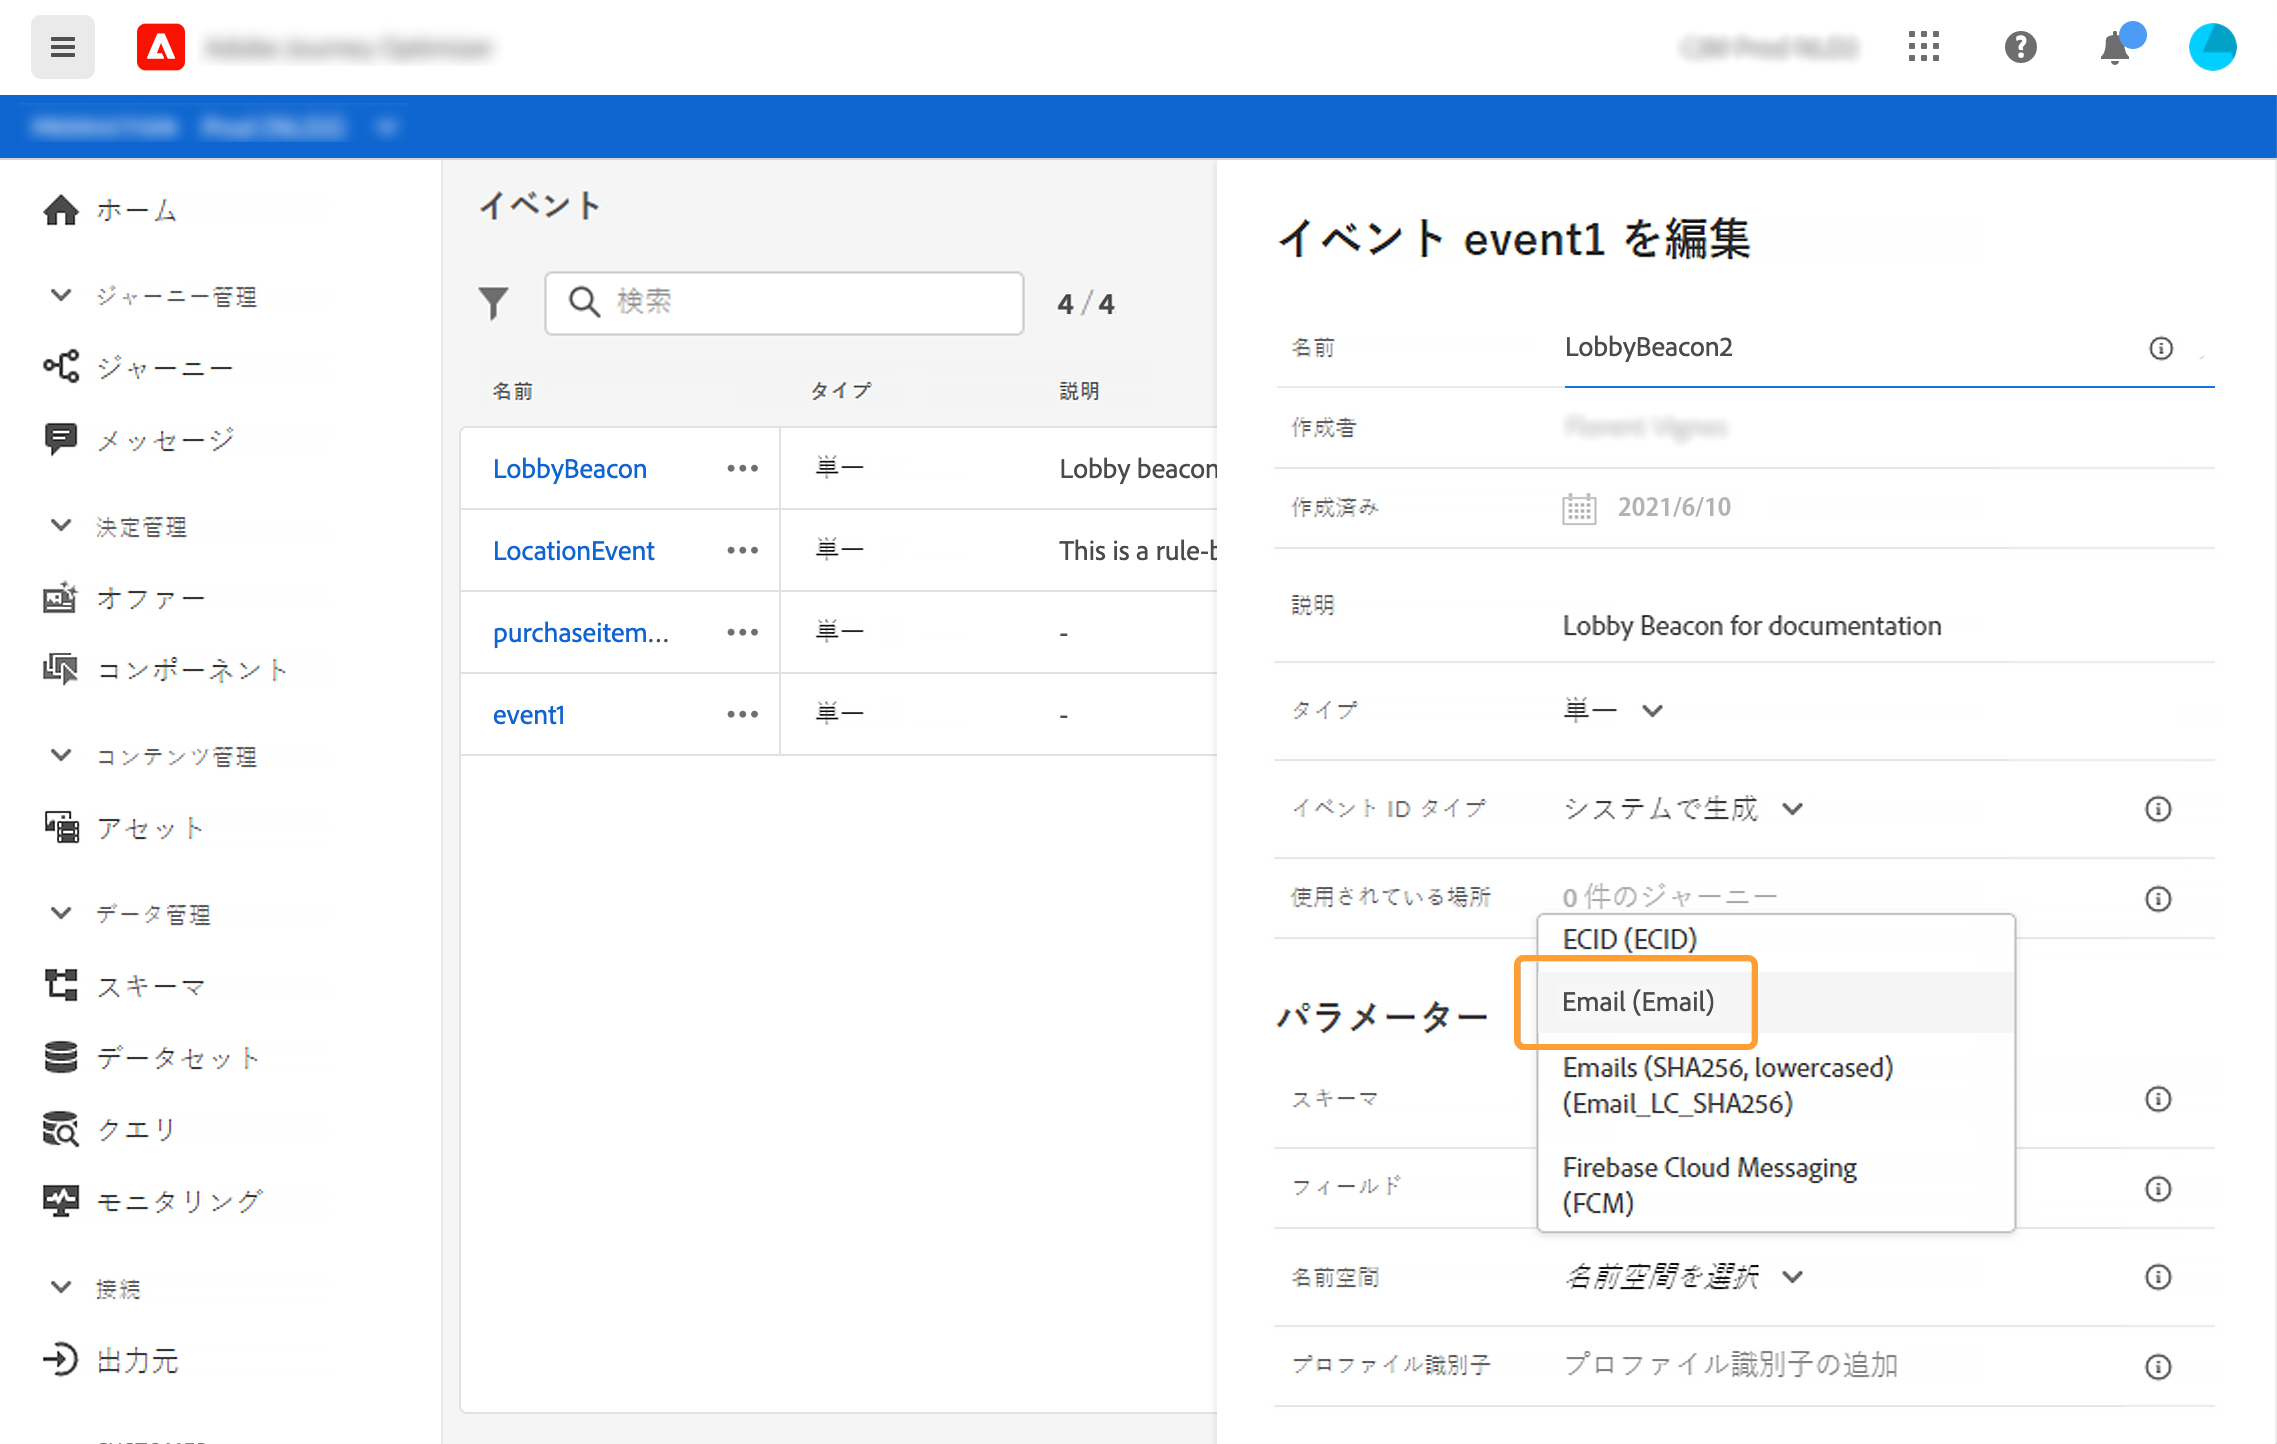 ホーム
ジャーニー管理
ジャーニー
メッセージ
決定管理
オファー
コンポーネント
コンテンツ管理
アセット
データ管理
スキーマ
データセット
クエリ
モニタリング
接続
出力元
イベント
検索
4 / 4
名前 タイプ 説明
LobbyBeacon ••• 単一 Lobby beacon
LocationEvent ••• 単一 This is a rule-b
purchaseitem... ••• 単一 -
event1 ••• 単一 -
イベント event1 を編集
名前 LobbyBeacon2
作成者
作成済み 2021/6/10
説明 Lobby Beacon for documentation
タイプ 単一
イベント ID タイプ システムで生成
使用されている場所 0 件のジャーニー
ECID (ECID)
Email (Email)
Emails (SHA256, lowercased)
(Email_LC_SHA256)
Firebase Cloud Messaging
(FCM)
パラメーター
スキーマ
フィールド
名前空間 名前空間を選択
プロファイル識別子 プロファイル識別子の追加